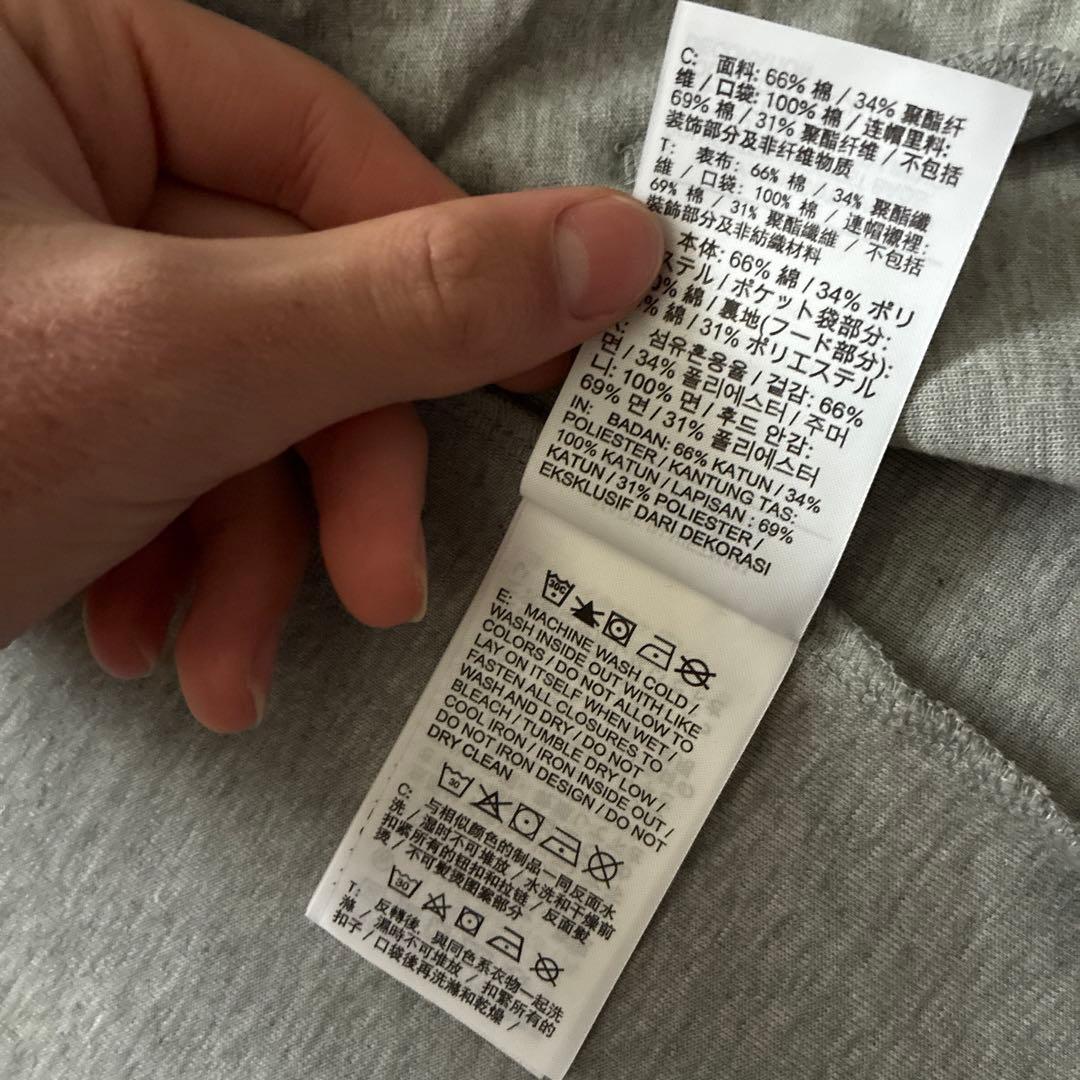 C: 面料: 66% 棉 / 34% 聚酯纤
维 / 口袋: 100% 棉 / 连帽里料:
69% 棉 / 31% 聚酯纤维 / 不包括
装饰部分及非纤维物质
T: 表布: 66% 棉 / 34% 聚酯纖
維 / 口袋: 100% 棉 / 連帽襯裡:
69% 棉 / 31% 聚酯纖維 / 不包括
裝飾部分及非紡織材料
本体: 66% 綿 / 34% ポリ
ステル / ポケット袋部分:
0% 綿 / 裏地(フード部分):
% 綿 / 31% ポリエステル
섬유혼용율 / 겉감: 66%
면 / 34% 폴리에스터 / 주머
니: 100% 면 / 후드 안감:
69% 면 / 31% 폴리에스터
IN: BADAN: 66% KATUN / 34%
POLIESTER / KANTUNG TAS:
100% KATUN / LAPISAN : 69%
KATUN / 31% POLIESTER /
EKSKLUSIF DARI DEKORASI
30C
E: MACHINE WASH COLD /
WASH INSIDE OUT WITH LIKE
COLORS / DO NOT ALLOW TO
LAY ON ITSELF WHEN WET /
FASTEN ALL CLOSURES TO
WASH AND DRY / DO NOT
BLEACH / TUMBLE DRY LOW /
COOL IRON / IRON INSIDE OUT /
DO NOT IRON DESIGN / DO NOT
DRY CLEAN
30
C: 与相似颜色的制品一同反面水
洗 / 湿时不可堆放 / 水洗和干燥前
扣紧所有的钮扣和拉链 / 反面熨
烫 / 不可熨烫图案部分
30
T: 反轉後，與同色系衣物一起洗
滌 / 濕時不可堆放 / 扣緊所有的
扣子 / 口袋後再洗滌和乾燥 /